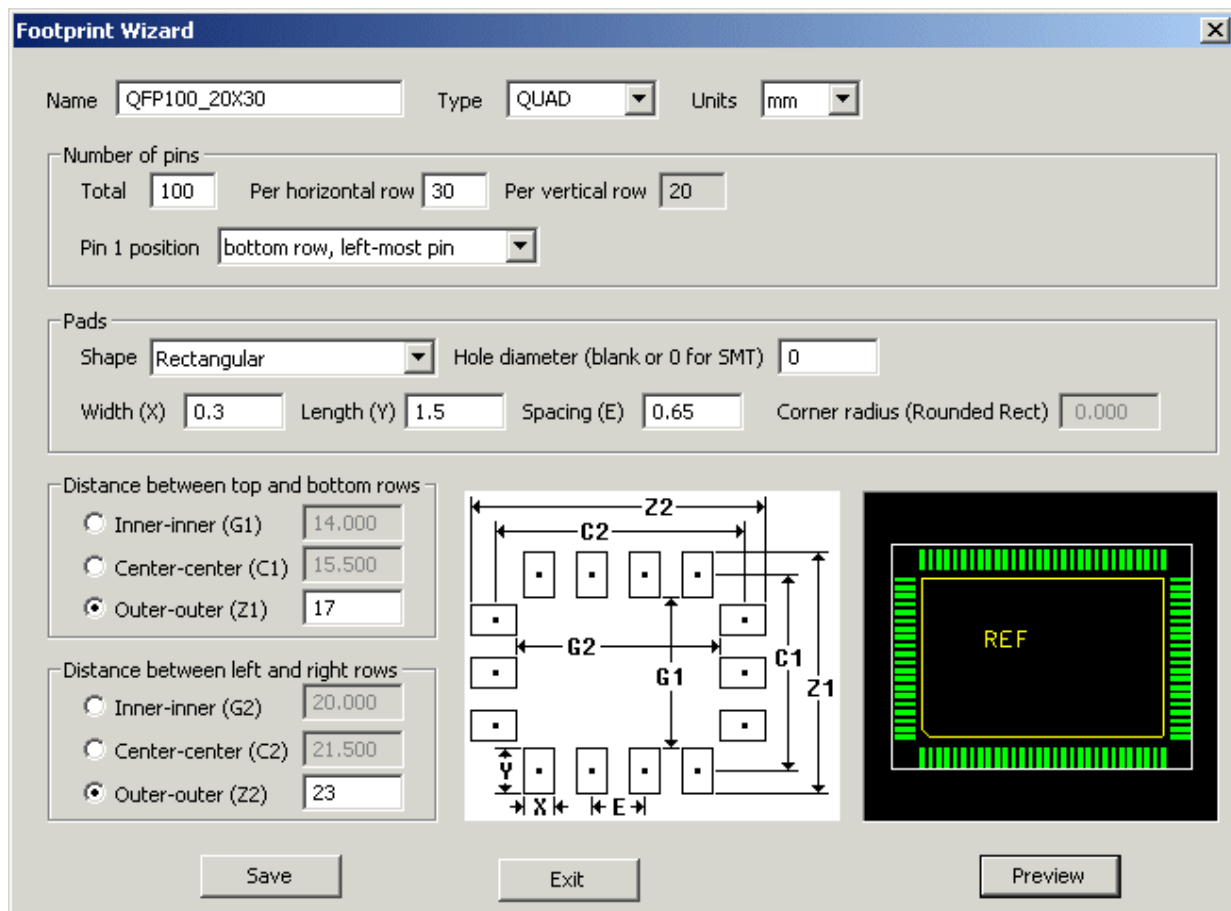 Footprint Wizard
Name QFP100_20X30 Type QUAD Units mm
Number of pins
Total 100 Per horizontal row 30 Per vertical row 20
Pin 1 position bottom row, left-most pin
Pads
Shape Rectangular Hole diameter (blank or 0 for SMT) 0
Width (X) 0.3 Length (Y) 1.5 Spacing (E) 0.65 Corner radius (Rounded Rect) 0.000
Distance between top and bottom rows
Inner-inner (G1) 14.000
Center-center (C1) 15.500
Outer-outer (Z1) 17
Distance between left and right rows
Inner-inner (G2) 20.000
Center-center (C2) 21.500
Outer-outer (Z2) 23
Z2
C2
G2
G1
C1
Z1
Y
X
E
REF
Save Exit Preview